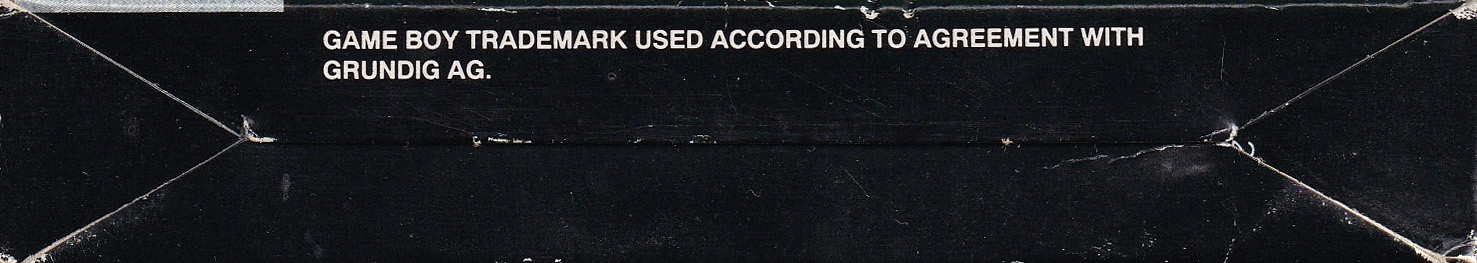 GAME BOY TRADEMARK USED ACCORDING TO AGREEMENT WITH
GRUNDIG AG.